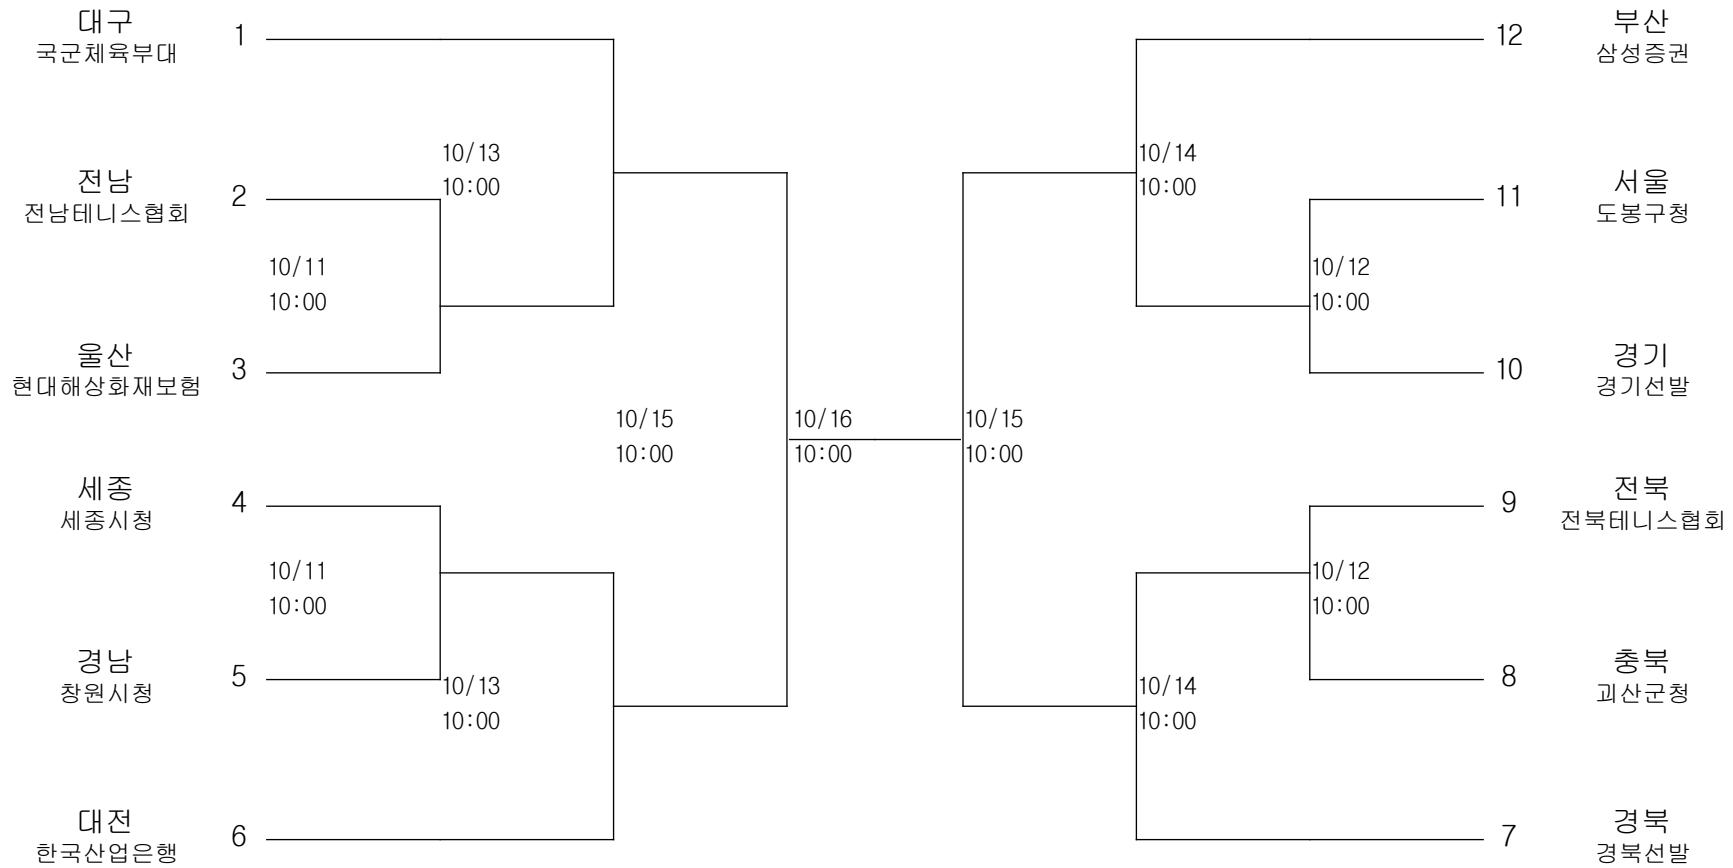 대구
국군체육부대
1
10/13
10:00
전남
전남테니스협회
2
10/11
10:00
울산
현대해상화재보험
3
10/15
10:00
세종
세종시청
4
10/11
10:00
경남
창원시청
5
10/13
10:00
대전
한국산업은행
6
10/16
10:00
12
부산
삼성증권
10/14
10:00
11
서울
도봉구청
10/12
10:00
10
경기
경기선발
10/15
10:00
9
전북
전북테니스협회
10/12
10:00
8
충북
괴산군청
10/14
10:00
7
경북
경북선발